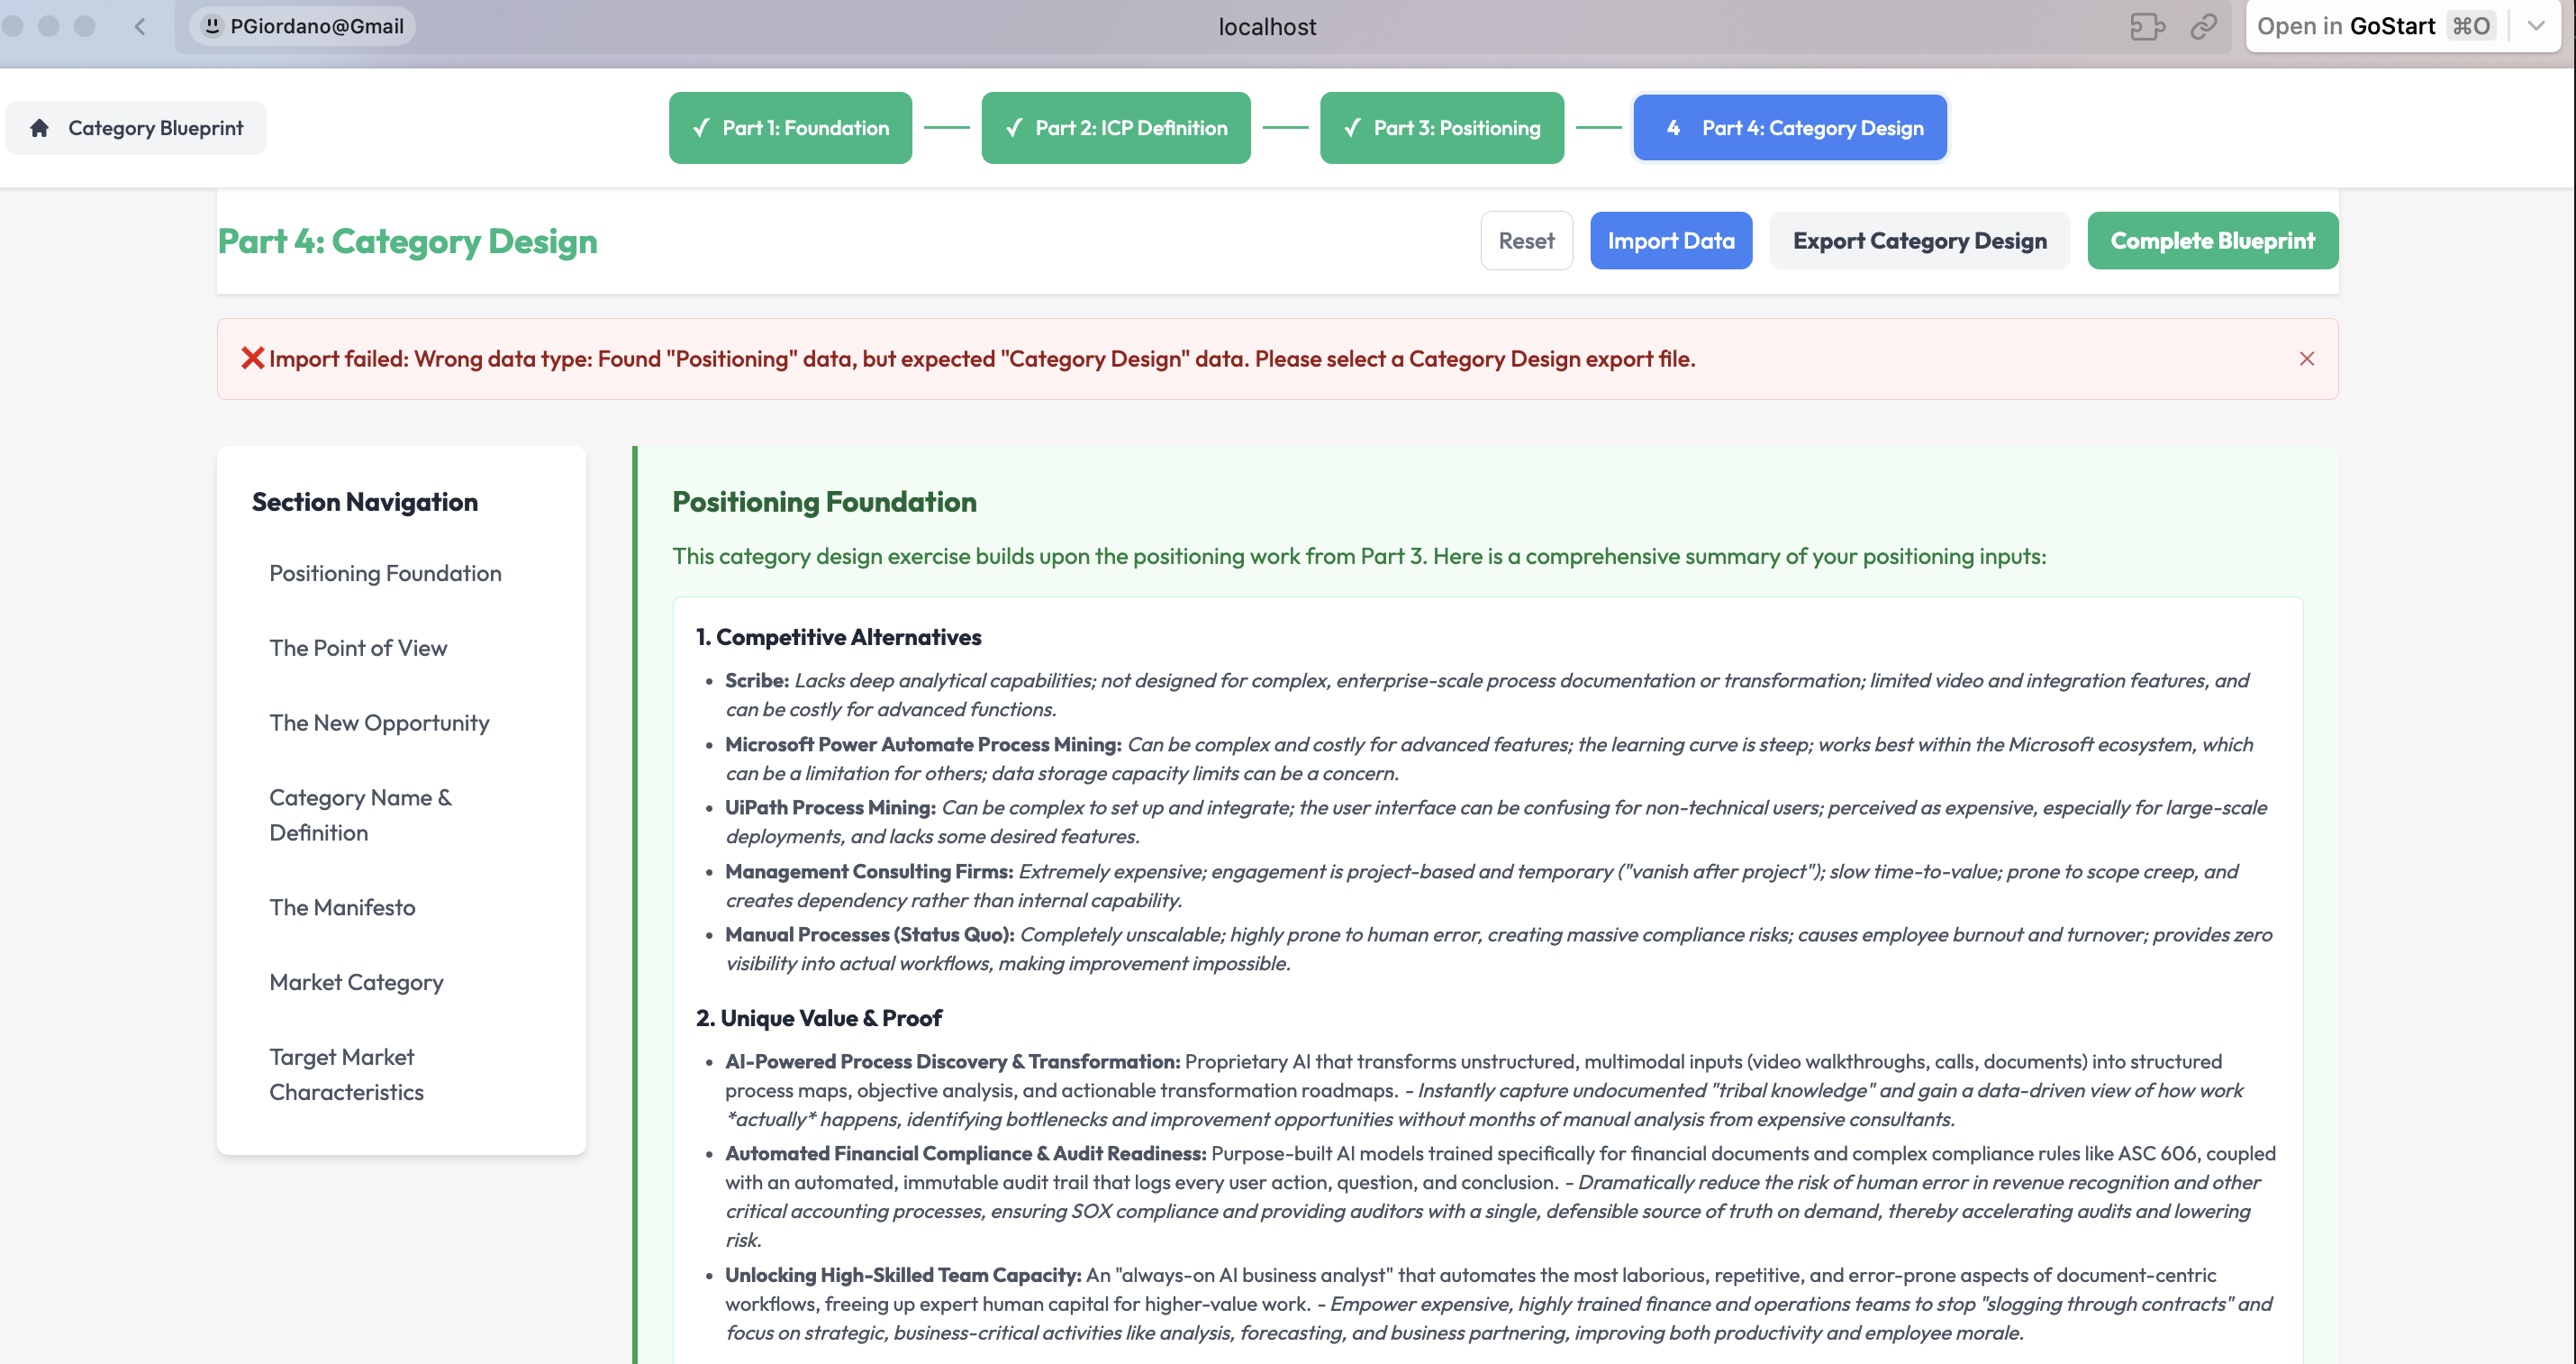 PGiordano@Gmail
localhost
Open in GoStart ⌘O
Category Blueprint
✓ Part 1: Foundation
✓ Part 2: ICP Definition
✓ Part 3: Positioning
4 Part 4: Category Design
Part 4: Category Design
Reset
Import Data
Export Category Design
Complete Blueprint
❌ Import failed: Wrong data type: Found "Positioning" data, but expected "Category Design" data. Please select a Category Design export file.
Section Navigation
Positioning Foundation
The Point of View
The New Opportunity
Category Name &
Definition
The Manifesto
Market Category
Target Market
Characteristics
Positioning Foundation
This category design exercise builds upon the positioning work from Part 3. Here is a comprehensive summary of your positioning inputs:
1. Competitive Alternatives
• Scribe: Lacks deep analytical capabilities; not designed for complex, enterprise-scale process documentation or transformation; limited video and integration features, and
can be costly for advanced functions.
• Microsoft Power Automate Process Mining: Can be complex and costly for advanced features; the learning curve is steep; works best within the Microsoft ecosystem, which
can be a limitation for others; data storage capacity limits can be a concern.
• UiPath Process Mining: Can be complex to set up and integrate; the user interface can be confusing for non-technical users; perceived as expensive, especially for large-scale
deployments, and lacks some desired features.
• Management Consulting Firms: Extremely expensive; engagement is project-based and temporary ("vanish after project"); slow time-to-value; prone to scope creep, and
creates dependency rather than internal capability.
• Manual Processes (Status Quo): Completely unscalable; highly prone to human error, creating massive compliance risks; causes employee burnout and turnover; provides zero
visibility into actual workflows, making improvement impossible.
2. Unique Value & Proof
• AI-Powered Process Discovery & Transformation: Proprietary AI that transforms unstructured, multimodal inputs (video walkthroughs, calls, documents) into structured
process maps, objective analysis, and actionable transformation roadmaps. - Instantly capture undocumented "tribal knowledge" and gain a data-driven view of how work
*actually* happens, identifying bottlenecks and improvement opportunities without months of manual analysis from expensive consultants.
• Automated Financial Compliance & Audit Readiness: Purpose-built AI models trained specifically for financial documents and complex compliance rules like ASC 606, coupled
with an automated, immutable audit trail that logs every user action, question, and conclusion. - Dramatically reduce the risk of human error in revenue recognition and other
critical accounting processes, ensuring SOX compliance and providing auditors with a single, defensible source of truth on demand, thereby accelerating audits and lowering
risk.
• Unlocking High-Skilled Team Capacity: An "always-on AI business analyst" that automates the most laborious, repetitive, and error-prone aspects of document-centric
workflows, freeing up expert human capital for higher-value work. - Empower expensive, highly trained finance and operations teams to stop "slogging through contracts" and
focus on strategic, business-critical activities like analysis, forecasting, and business partnering, improving both productivity and employee morale.